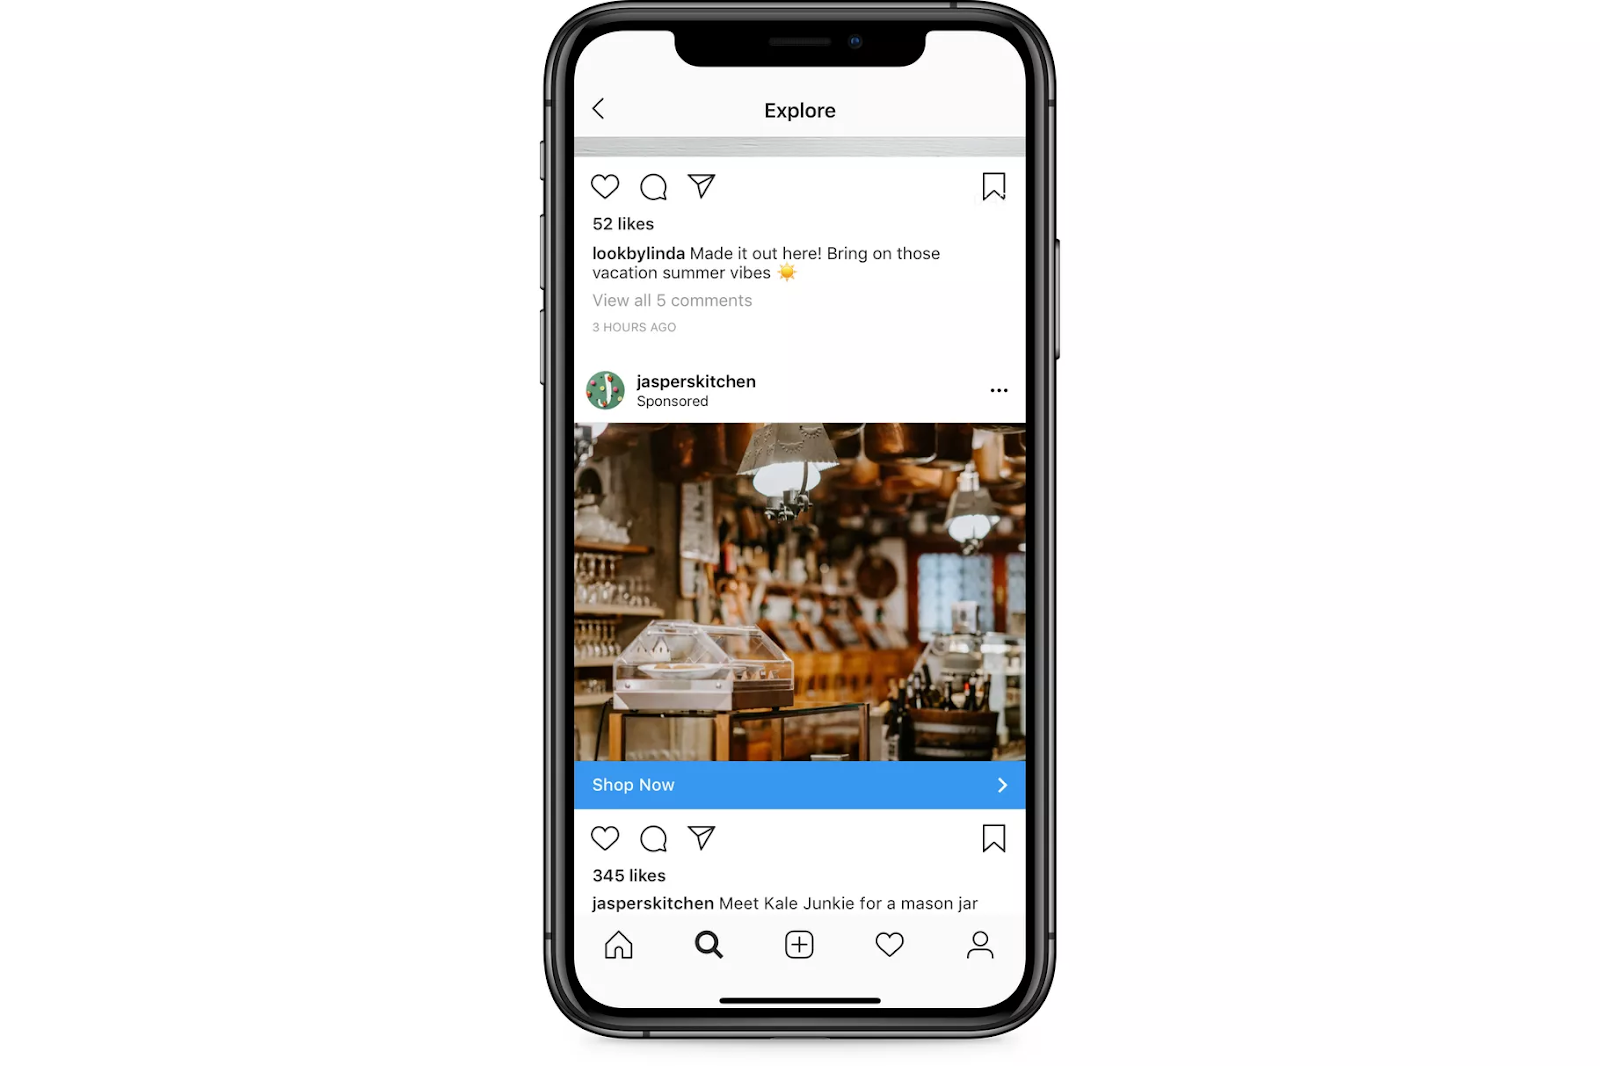 Explore
52 likes
lookbylinda Made it out here! Bring on those
vacation summer vibes ☀️
View all 5 comments
3 HOURS AGO
jasperskitchen
Sponsored
Shop Now
345 likes
jasperskitchen Meet Kale Junkie for a mason jar